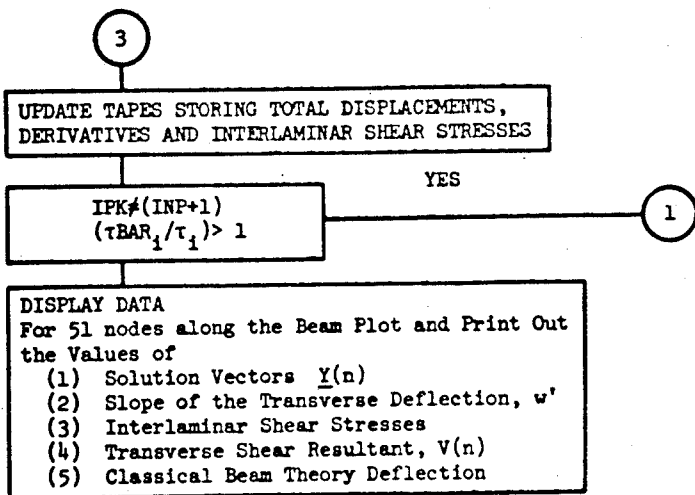 3
UPDATE TAPES STORING TOTAL DISPLACEMENTS,
DERIVATIVES AND INTERLAMINAR SHEAR STRESSES
YES
IPK≠(INP+1)
(τBAR_i/τ_i)> 1
1
DISPLAY DATA
For 51 nodes along the Beam Plot and Print Out
the Values of
(1) Solution Vectors Y(n)
(2) Slope of the Transverse Deflection, w'
(3) Interlaminar Shear Stresses
(4) Transverse Shear Resultant, V(n)
(5) Classical Beam Theory Deflection